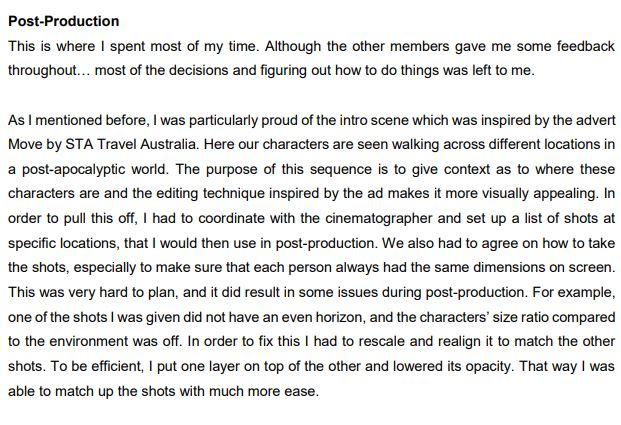 Post-Production
This is where I spent most of my time. Although the other members gave me some feedback
throughout… most of the decisions and figuring out how to do things was left to me.
As I mentioned before, I was particularly proud of the intro scene which was inspired by the advert
Move by STA Travel Australia. Here our characters are seen walking across different locations in
a post-apocalyptic world. The purpose of this sequence is to give context as to where these
characters are and the editing technique inspired by the ad makes it more visually appealing. In
order to pull this off, I had to coordinate with the cinematographer and set up a list of shots at
specific locations, that I would then use in post-production. We also had to agree on how to take
the shots, especially to make sure that each person always had the same dimensions on screen.
This was very hard to plan, and it did result in some issues during post-production. For example,
one of the shots I was given did not have an even horizon, and the characters’ size ratio compared
to the environment was off. In order to fix this I had to rescale and realign it to match the other
shots. To be efficient, I put one layer on top of the other and lowered its opacity. That way I was
able to match up the shots with much more ease.